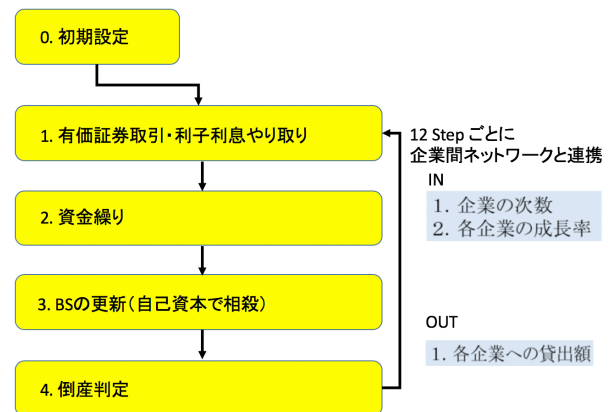 0. 初期設定
1. 有価証券取引・利子利息やり取り
2. 資金繰り
3. BSの更新(自己資本で相殺)
4. 倒産判定
12 Step ごとに
企業間ネットワークと連携
IN
1. 企業の次数
2. 各企業の成長率
OUT
1. 各企業への貸出額